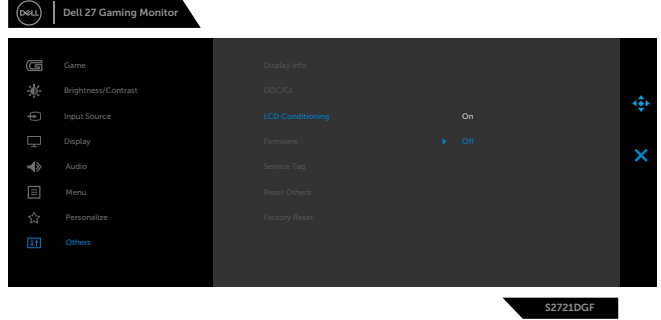 DELL
Dell 27 Gaming Monitor
Game
Display Info
Brightness/Contrast
DDC/CI
Input Source
LCD Conditioning
On
Display
Firmware
Off
Audio
Service Tag
Menu
Reset Others
Personalize
Factory Reset
Others
S2721DGF